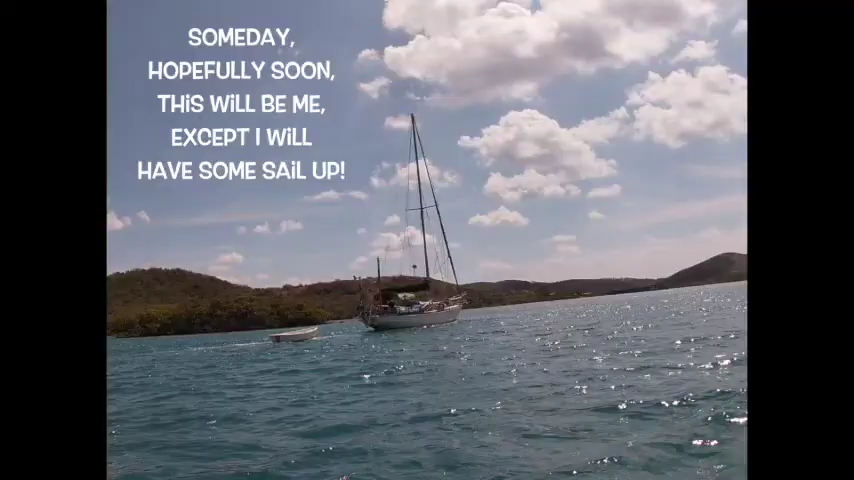 SOMEDAY,
HOPEFULLY SOON,
THIS WILL BE ME,
EXCEPT I WILL
HAVE SOME SAIL UP!